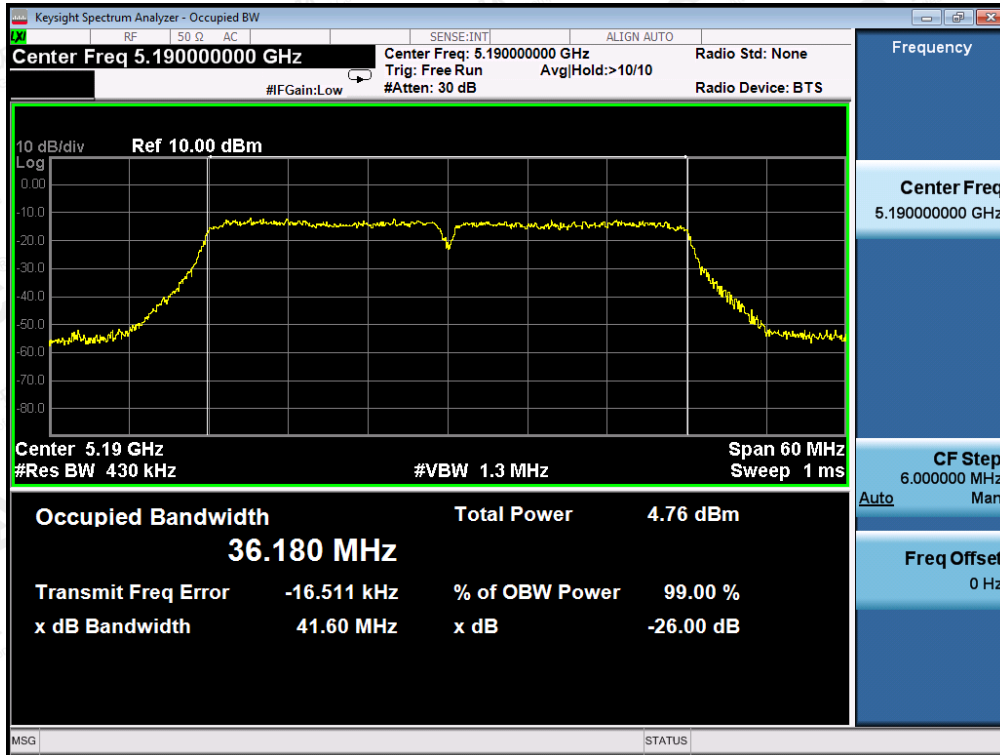 Keysight Spectrum Analyzer - Occupied BW
LXI RF 50 Ω AC SENSE:INT ALIGN AUTO
Center Freq 5.190000000 GHz
Center Freq: 5.190000000 GHz Radio Std: None
Trig: Free Run Avg|Hold:>10/10
#IFGain:Low #Atten: 30 dB Radio Device: BTS
10 dB/div Ref 10.00 dBm
Log
0.00
-10.0
-20.0
-30.0
-40.0
-50.0
-60.0
-70.0
-80.0
Center 5.19 GHz Span 60 MHz
#Res BW 430 kHz #VBW 1.3 MHz Sweep 1 ms
Occupied Bandwidth Total Power 4.76 dBm
36.180 MHz
Transmit Freq Error -16.511 kHz % of OBW Power 99.00 %
x dB Bandwidth 41.60 MHz x dB -26.00 dB
MSG STATUS
Frequency
Center Freq
5.190000000 GHz
CF Step
6.000000 MHz
Auto Man
Freq Offset
0 Hz